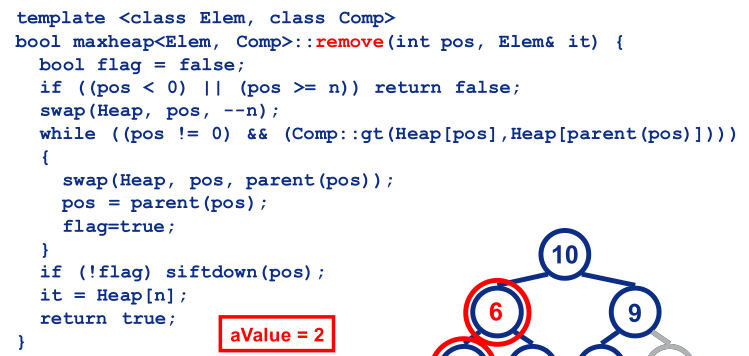 template <class Elem, class Comp>
bool maxheap<Elem, Comp>::remove(int pos, Elem& it) {
bool flag = false;
if ((pos < 0) || (pos >= n)) return false;
swap(Heap, pos, --n);
while ((pos != 0) && (Comp::gt(Heap[pos],Heap[parent(pos)])))
{
swap(Heap, pos, parent(pos));
pos = parent(pos);
flag=true;
}
if (!flag) siftdown(pos);
it = Heap[n];
return true;
}
aValue = 2
10
6
9